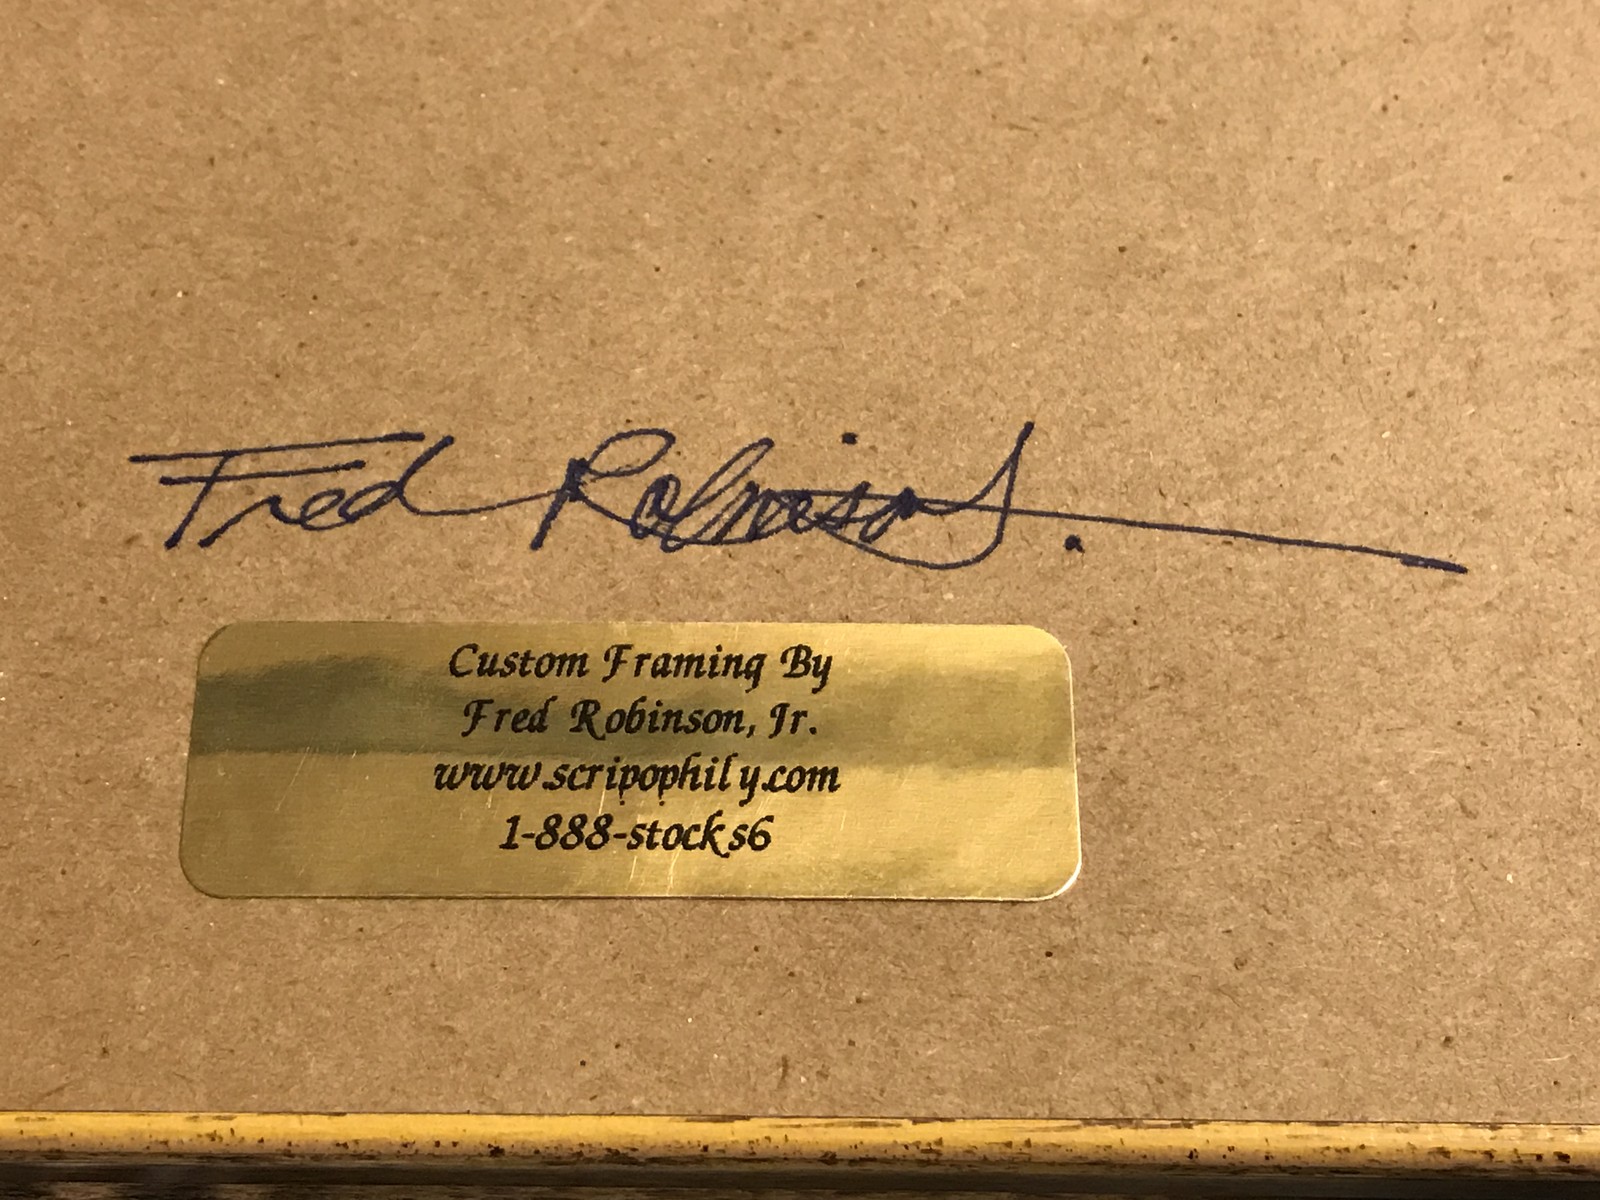 Fred Robinson J.
Custom Framing By
Fred Robinson, Jr.
www.scripophily.com
1-888-stocks6